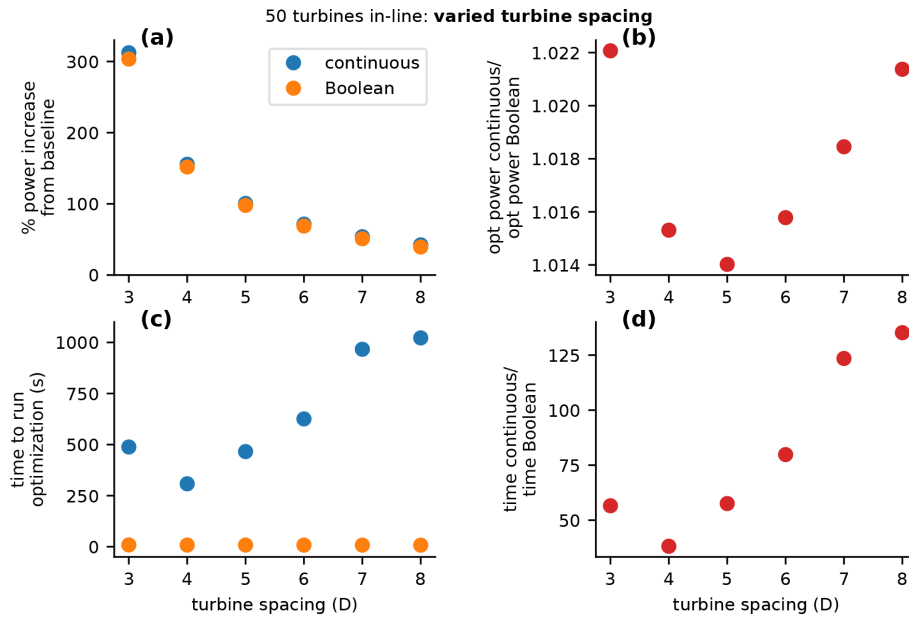 50 turbines in-line: varied turbine spacing
(a)
% power increase
from baseline
300
200
100
0
continuous
Boolean
3 4 5 6 7 8
(b)
opt power continuous/
opt power Boolean
1.022
1.020
1.018
1.016
1.014
3 4 5 6 7 8
(c)
time to run
optimization (s)
1000
750
500
250
0
3 4 5 6 7 8
turbine spacing (D)
(d)
time continuous/
time Boolean
125
100
75
50
3 4 5 6 7 8
turbine spacing (D)